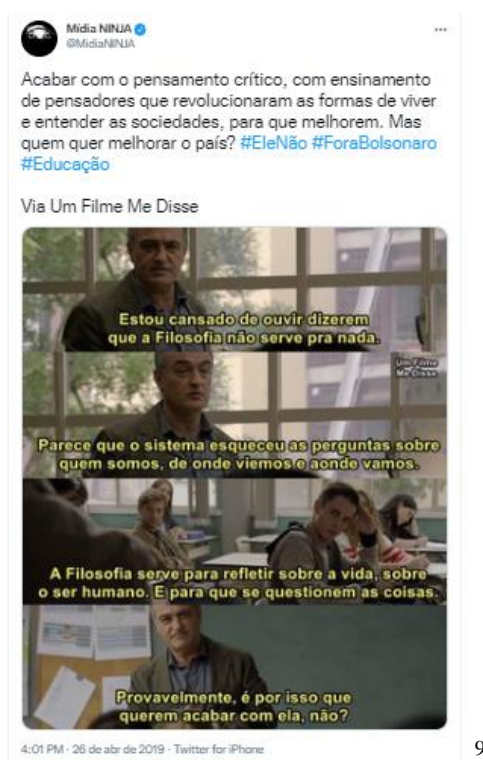 Mídia NINJA
@MidiaNINJA
Acabar com o pensamento crítico, com ensinamento
de pensadores que revolucionaram as formas de viver
e entender as sociedades, para que melhorem. Mas
quem quer melhorar o país? #EleNão #ForaBolsonaro
#Educação
Via Um Filme Me Disse
Estou cansado de ouvir dizerem
que a Filosofia não serve pra nada.
Um Filme
Me Disse
Parece que o sistema esqueceu as perguntas sobre
quem somos, de onde viemos e aonde vamos.
A Filosofia serve para refletir sobre a vida, sobre
o ser humano. E para que se questionem as coisas.
Provavelmente, é por isso que
querem acabar com ela, não?
4:01 PM · 26 de abr de 2019 · Twitter for iPhone
9